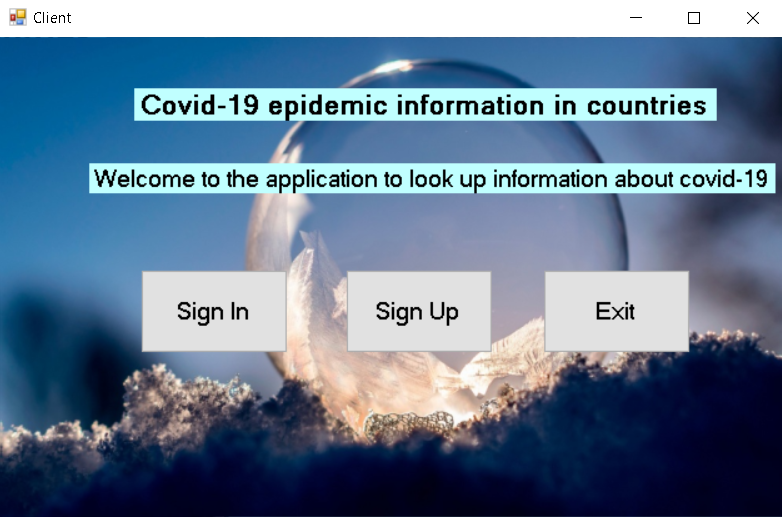 Client
Covid-19 epidemic information in countries
Welcome to the application to look up information about covid-19
Sign In
Sign Up
Exit